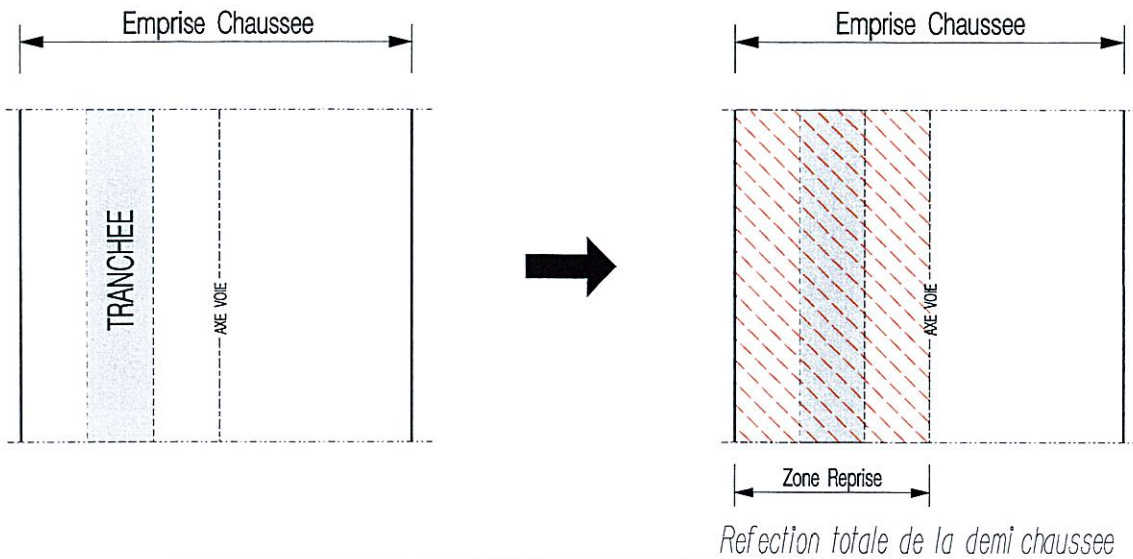 Emprise Chaussee
TRANCHEE
AXE VOIE
Emprise Chaussee
AXE VOIE
Zone Reprise
Refection totale de la demi chaussee